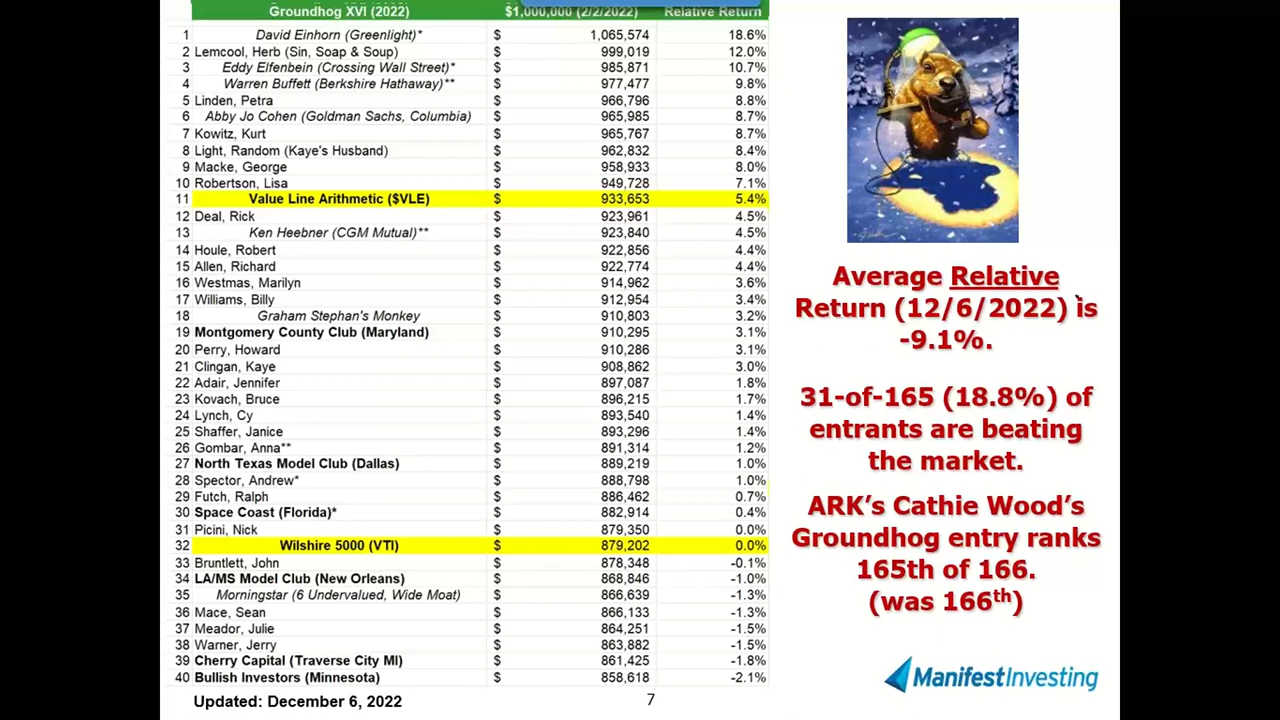 Groundhog XVI (2022) $1,000,000 (2/2/2022) Relative Return
1 David Einhorn (Greenlight)* $ 1,065,574 18.6%
2 Lemcool, Herb (Sin, Soap & Soup) $ 999,019 12.0%
3 Eddy Elfenbein (Crossing Wall Street)* $ 985,871 10.7%
4 Warren Buffett (Berkshire Hathaway)** $ 977,477 9.8%
5 Linden, Petra $ 966,796 8.8%
6 Abby Jo Cohen (Goldman Sachs, Columbia) $ 965,985 8.7%
7 Kowitz, Kurt $ 965,767 8.7%
8 Light, Random (Kaye's Husband) $ 962,832 8.4%
9 Macke, George $ 958,933 8.0%
10 Robertson, Lisa $ 949,728 7.1%
11 Value Line Arithmetic ($VLE) $ 933,653 5.4%
12 Deal, Rick $ 923,961 4.5%
13 Ken Heebner (CGM Mutual)** $ 923,840 4.5%
14 Houle, Robert $ 922,856 4.4%
15 Allen, Richard $ 922,774 4.4%
16 Westmas, Marilyn $ 914,962 3.6%
17 Williams, Billy $ 912,954 3.4%
18 Graham Stephan's Monkey $ 910,803 3.2%
19 Montgomery County Club (Maryland) $ 910,295 3.1%
20 Perry, Howard $ 910,286 3.1%
21 Clingan, Kaye $ 908,862 3.0%
22 Adair, Jennifer $ 897,087 1.8%
23 Kovach, Bruce $ 896,215 1.7%
24 Lynch, Cy $ 893,540 1.4%
25 Shaffer, Janice $ 893,296 1.4%
26 Gombar, Anna** $ 891,314 1.2%
27 North Texas Model Club (Dallas) $ 889,219 1.0%
28 Spector, Andrew* $ 888,798 1.0%
29 Futch, Ralph $ 886,462 0.7%
30 Space Coast (Florida)* $ 882,914 0.4%
31 Picini, Nick $ 879,350 0.0%
32 Wilshire 5000 (VTI) $ 879,202 0.0%
33 Bruntlett, John $ 878,348 -0.1%
34 LA/MS Model Club (New Orleans) $ 868,846 -1.0%
35 Morningstar (6 Undervalued, Wide Moat) $ 866,639 -1.3%
36 Mace, Sean $ 866,133 -1.3%
37 Meador, Julie $ 864,251 -1.5%
38 Warner, Jerry $ 863,882 -1.5%
39 Cherry Capital (Traverse City MI) $ 861,425 -1.8%
40 Bullish Investors (Minnesota) $ 858,618 -2.1%
Updated: December 6, 2022
7
Average Relative
Return (12/6/2022) is
-9.1%.
31-of-165 (18.8%) of
entrants are beating
the market.
ARK's Cathie Wood's
Groundhog entry ranks
165th of 166.
(was 166th)
ManifestInvesting